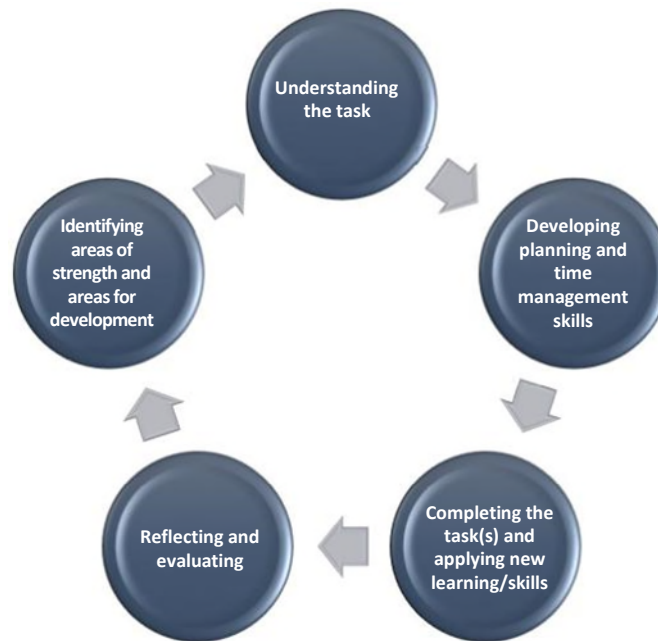 Understanding
the task
Developing
planning and
time
management
skills
Completing the
task(s) and
applying new
learning/skills
Reflecting and
evaluating
Identifying
areas of
strength and
areas for
development